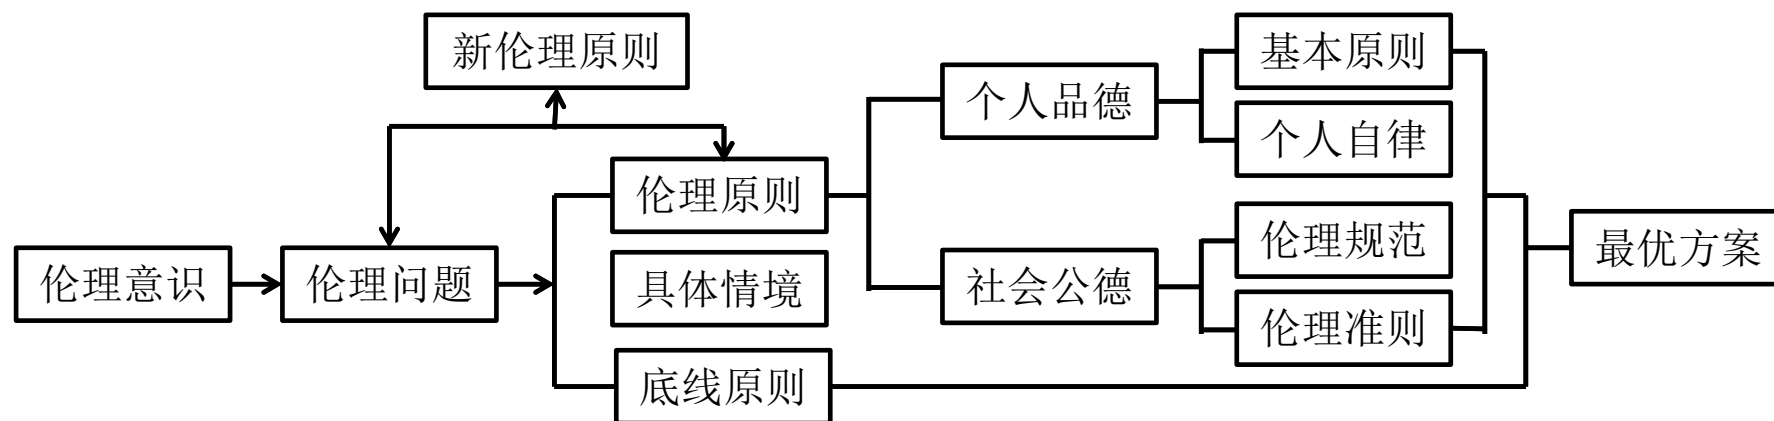 新伦理原则
基本原则
个人品德
个人自律
伦理原则
伦理规范
最优方案
伦理意识
伦理问题
具体情境
社会公德
伦理准则
底线原则